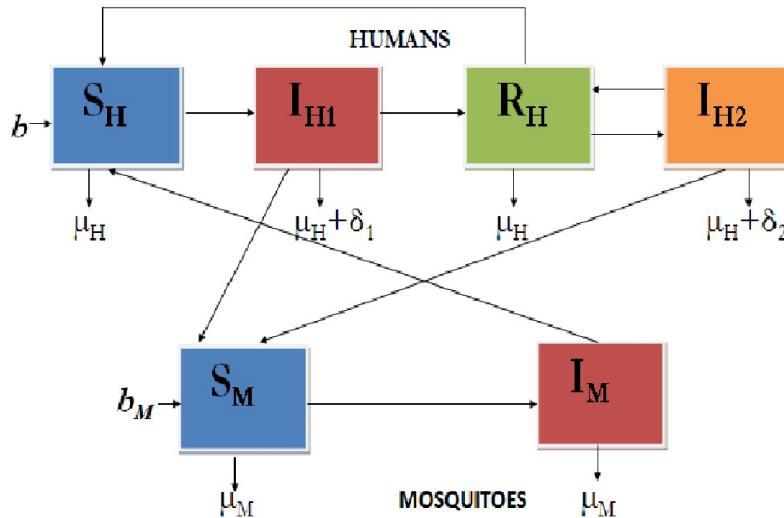 HUMANS
S_H I_H1 R_H I_H2
b
μ_H μ_H+δ_1 μ_H μ_H+δ_2
S_M I_M
b_M
μ_M MOSQUITOES μ_M